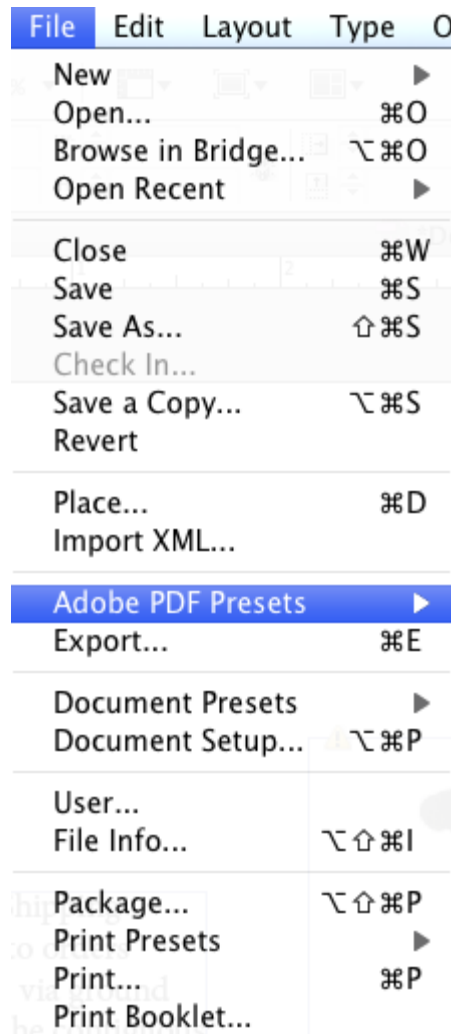 File Edit Layout Type O
New ▶
Open... ⌘O
Browse in Bridge... ⌥⌘O
Open Recent ▶
Close ⌘W
Save ⌘S
Save As... ⇧⌘S
Check In...
Save a Copy... ⌥⌘S
Revert
Place... ⌘D
Import XML...
Adobe PDF Presets ▶
Export... ⌘E
Document Presets ▶
Document Setup... ⌥⌘P
User...
File Info... ⌥⇧⌘I
Package... ⌥⇧⌘P
Print Presets ▶
Print... ⌘P
Print Booklet...